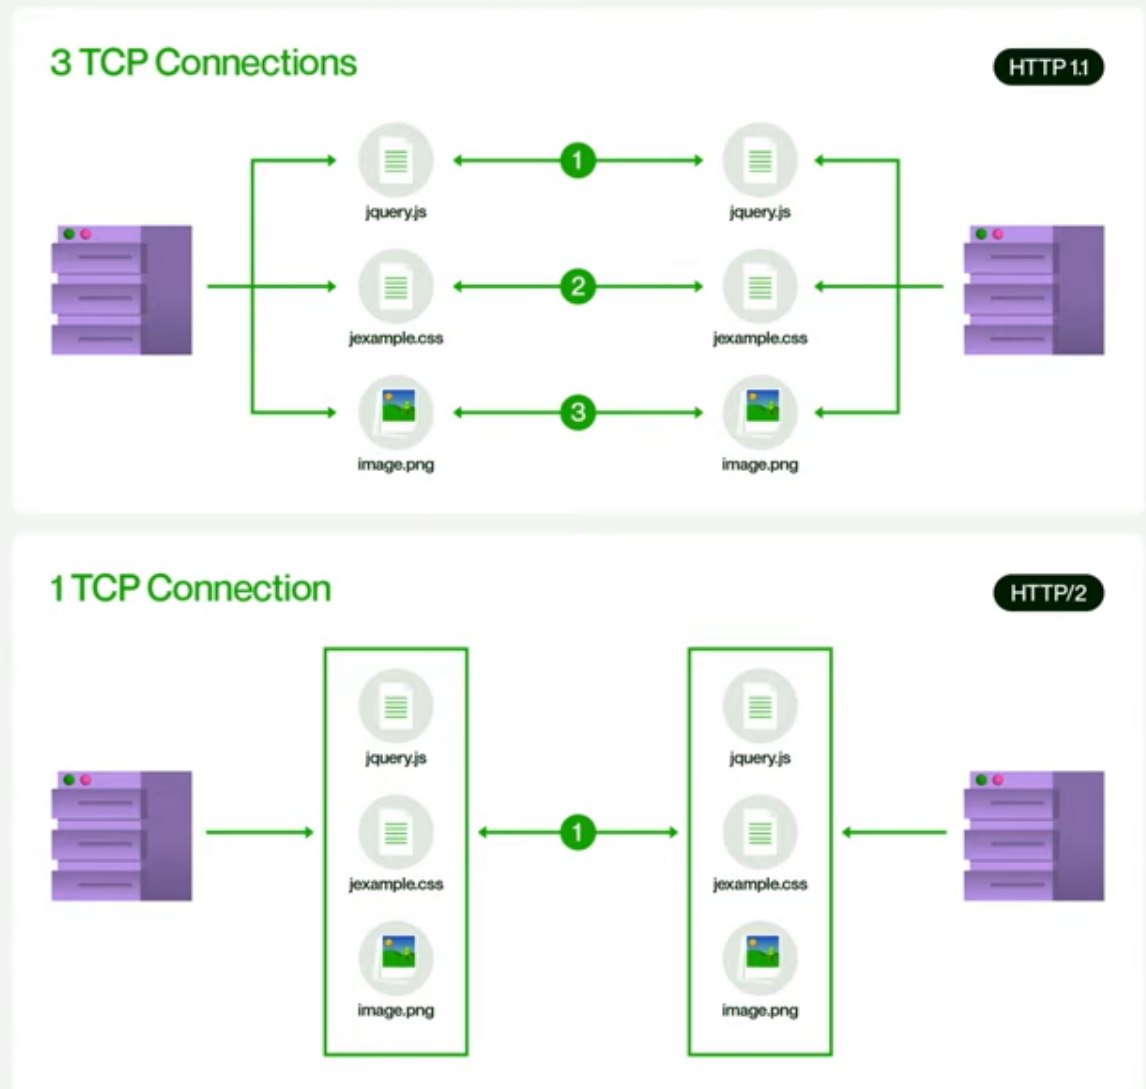 3 TCP Connections
HTTP 1.1
1
jquery.js
jquery.js
2
jexample.css
jexample.css
3
image.png
image.png
1 TCP Connection
HTTP/2
jquery.js
jquery.js
1
jexample.css
jexample.css
image.png
image.png